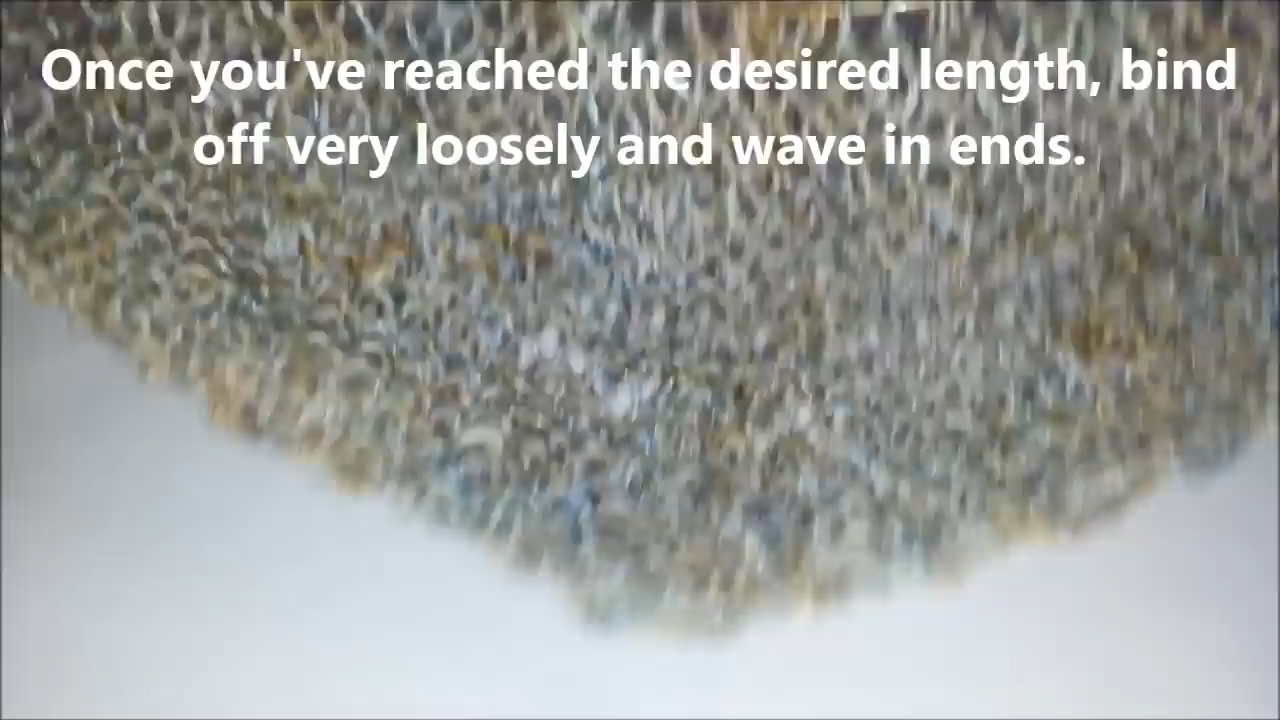 Once you've reached the desired length, bind
off very loosely and wave in ends.